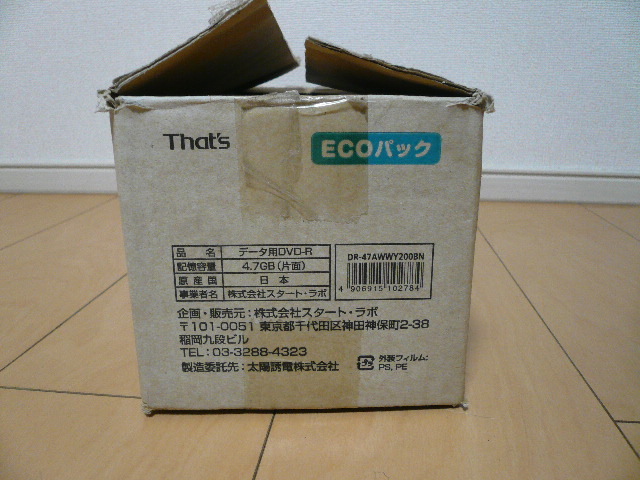 That's
ECOパック
品名 データ用DVD-R
記憶容量 4.7GB(片面)
原産国 日本
事業者名 株式会社スタート・ラボ
DR-47AWWY200BN
4 906915 102784
企画・販売元:株式会社スタート・ラボ
〒101-0051 東京都千代田区神田神保町2-38
稲岡九段ビル
TEL:03-3288-4323
製造委託先:太陽誘電株式会社
外装フィルム:
PS, PE